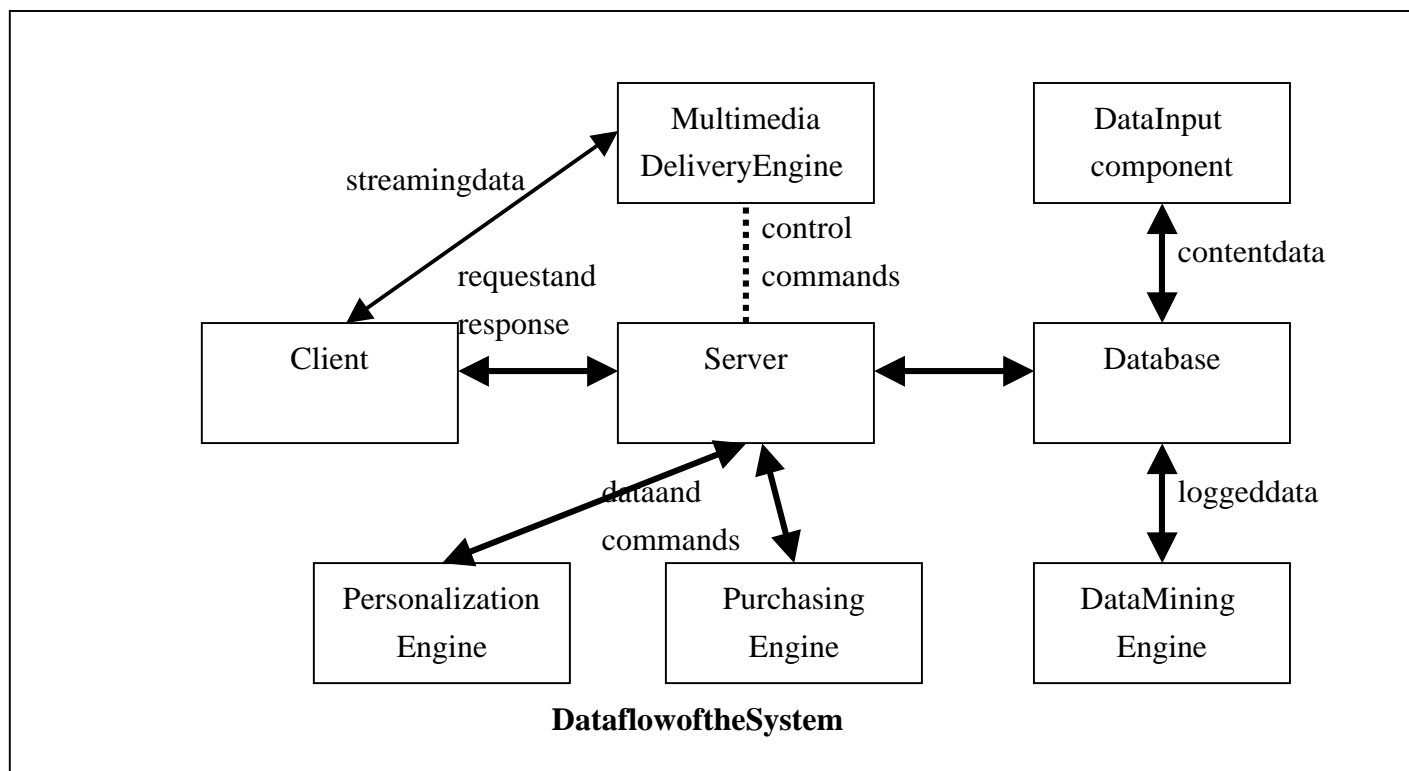 Multimedia
DeliveryEngine
DataInput
component
streamingdata
control
commands
contentdata
requestand
response
Client
Server
Database
dataand
commands
loggeddata
Personalization
Engine
Purchasing
Engine
DataMining
Engine
DataflowoftheSystem